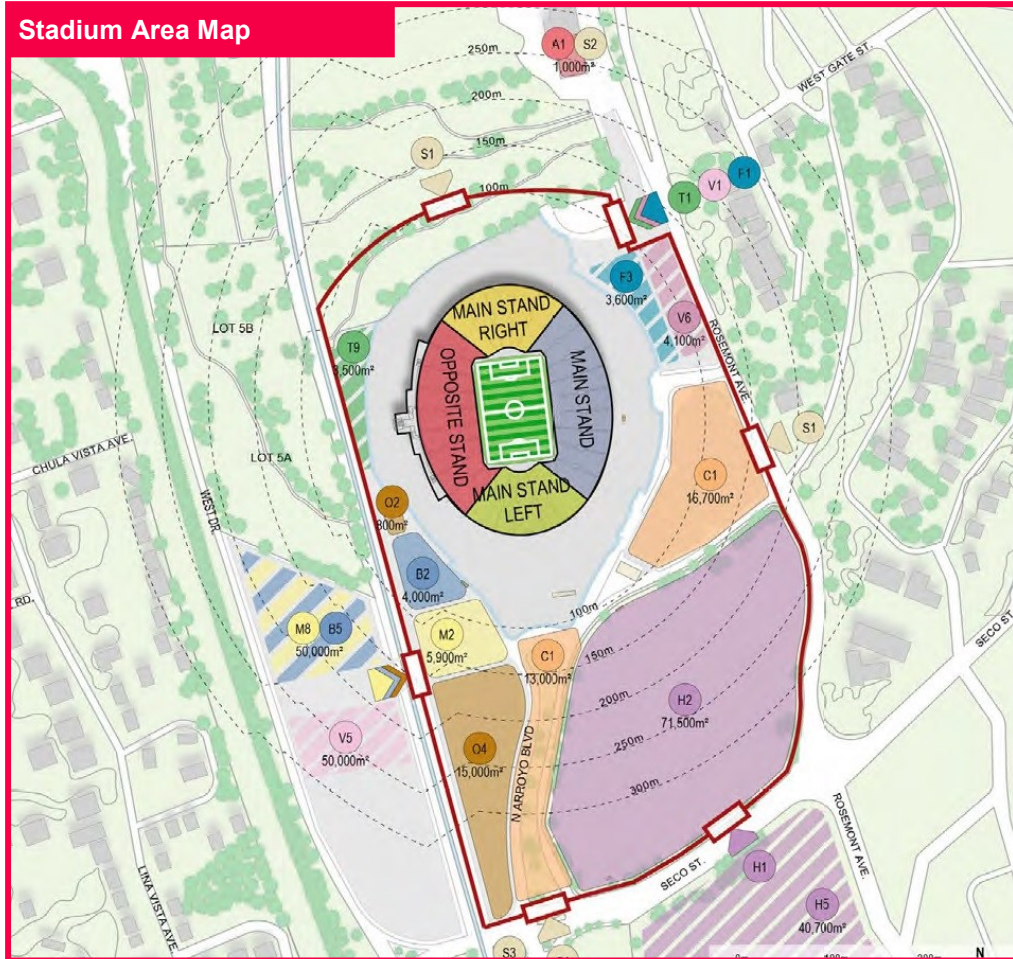 Stadium Area Map
250m
A1
S2
1,000m²
WEST GATE ST.
200m
150m
S1
100m
T1
V1
F1
F3
3,600m²
V6
4,100m²
ROSEMONT AVE.
MAIN STAND
RIGHT
OPPOSITE STAND
MAIN STAND
MAIN STAND
LEFT
LOT 5B
T9
LOT 5A
CHULA VISTA AVE.
WEST DR.
S1
C1
16,700m²
O2
800m²
B2
4,000m²
RD.
M8
B5
50,000m²
M2
5,900m²
100m
150m
C1
13,000m²
SECO ST.
200m
H2
71,500m²
V5
50,000m²
O4
15,000m²
N ARROYO BLVD
250m
300m
ROSEMONT AVE.
SECO ST.
H1
H5
40,700m²
LINA VISTA AVE.
S3
N